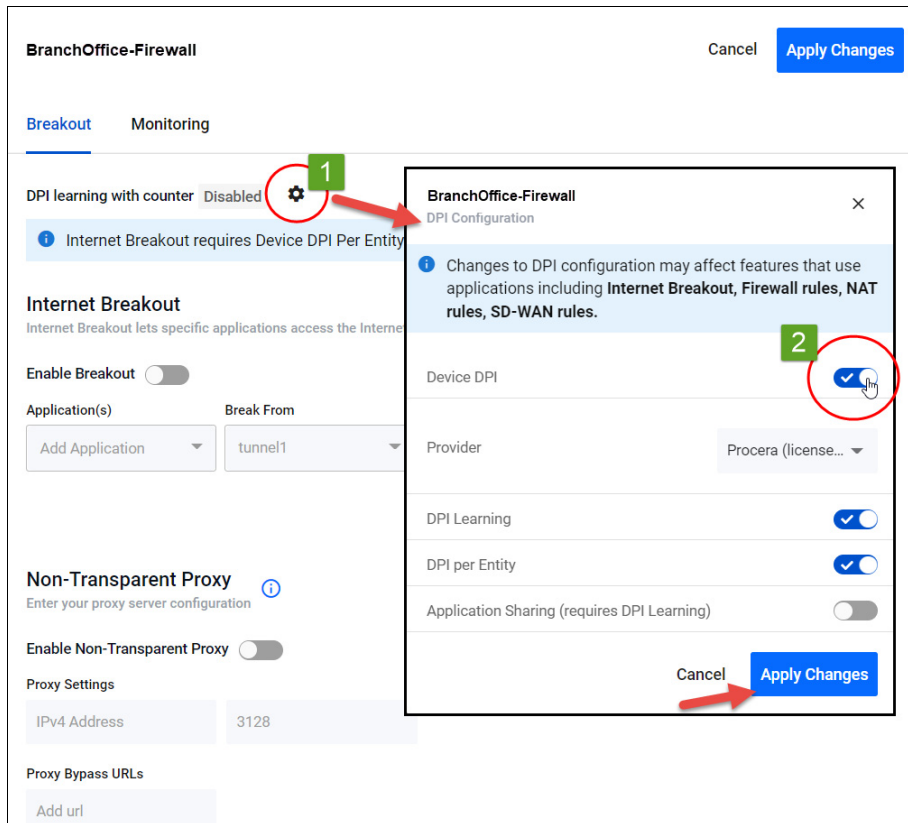 BranchOffice-Firewall
Cancel
Apply Changes
Breakout
Monitoring
DPI learning with counter Disabled
1
Internet Breakout requires Device DPI Per Entity
Internet Breakout
Internet Breakout lets specific applications access the Interne
Enable Breakout
Application(s)
Break From
Add Application
tunnel1
Non-Transparent Proxy
Enter your proxy server configuration
Enable Non-Transparent Proxy
Proxy Settings
IPv4 Address
3128
Proxy Bypass URLs
Add url
BranchOffice-Firewall
DPI Configuration
Changes to DPI configuration may affect features that use
applications including Internet Breakout, Firewall rules, NAT
rules, SD-WAN rules.
2
Device DPI
Provider
Procera (license...
DPI Learning
DPI per Entity
Application Sharing (requires DPI Learning)
Cancel
Apply Changes